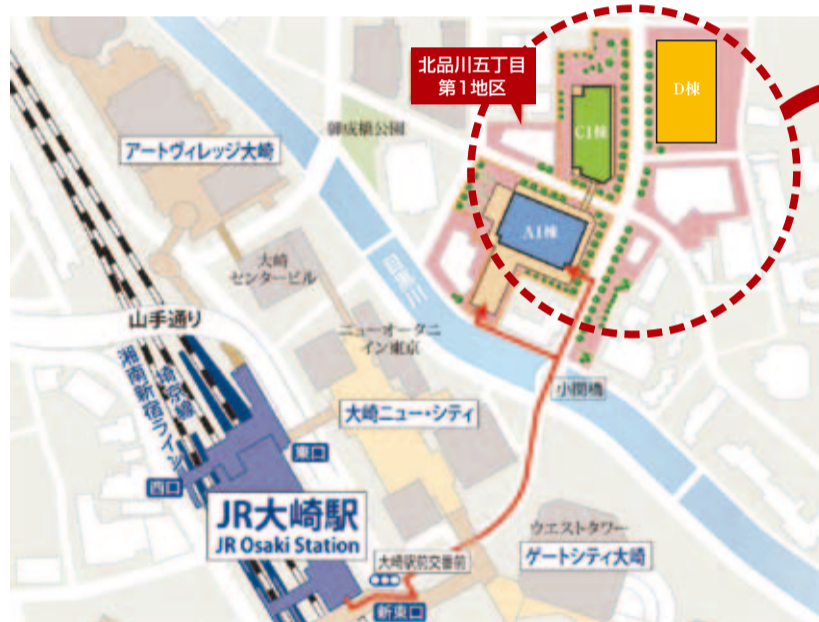 北品川五丁目
第1地区
D棟
C1棟
御成橋公園
アートヴィレッジ大崎
A1棟
大崎
センタービル
目黒川
山手通り
ニューオータニ
イン東京
埼京線
湘南新宿ライン
小関橋
大崎ニュー・シティ
東口
西口
JR大崎駅
JR Osaki Station
ウエストタワー
ゲートシティ大崎
大崎駅前交番前
新東口